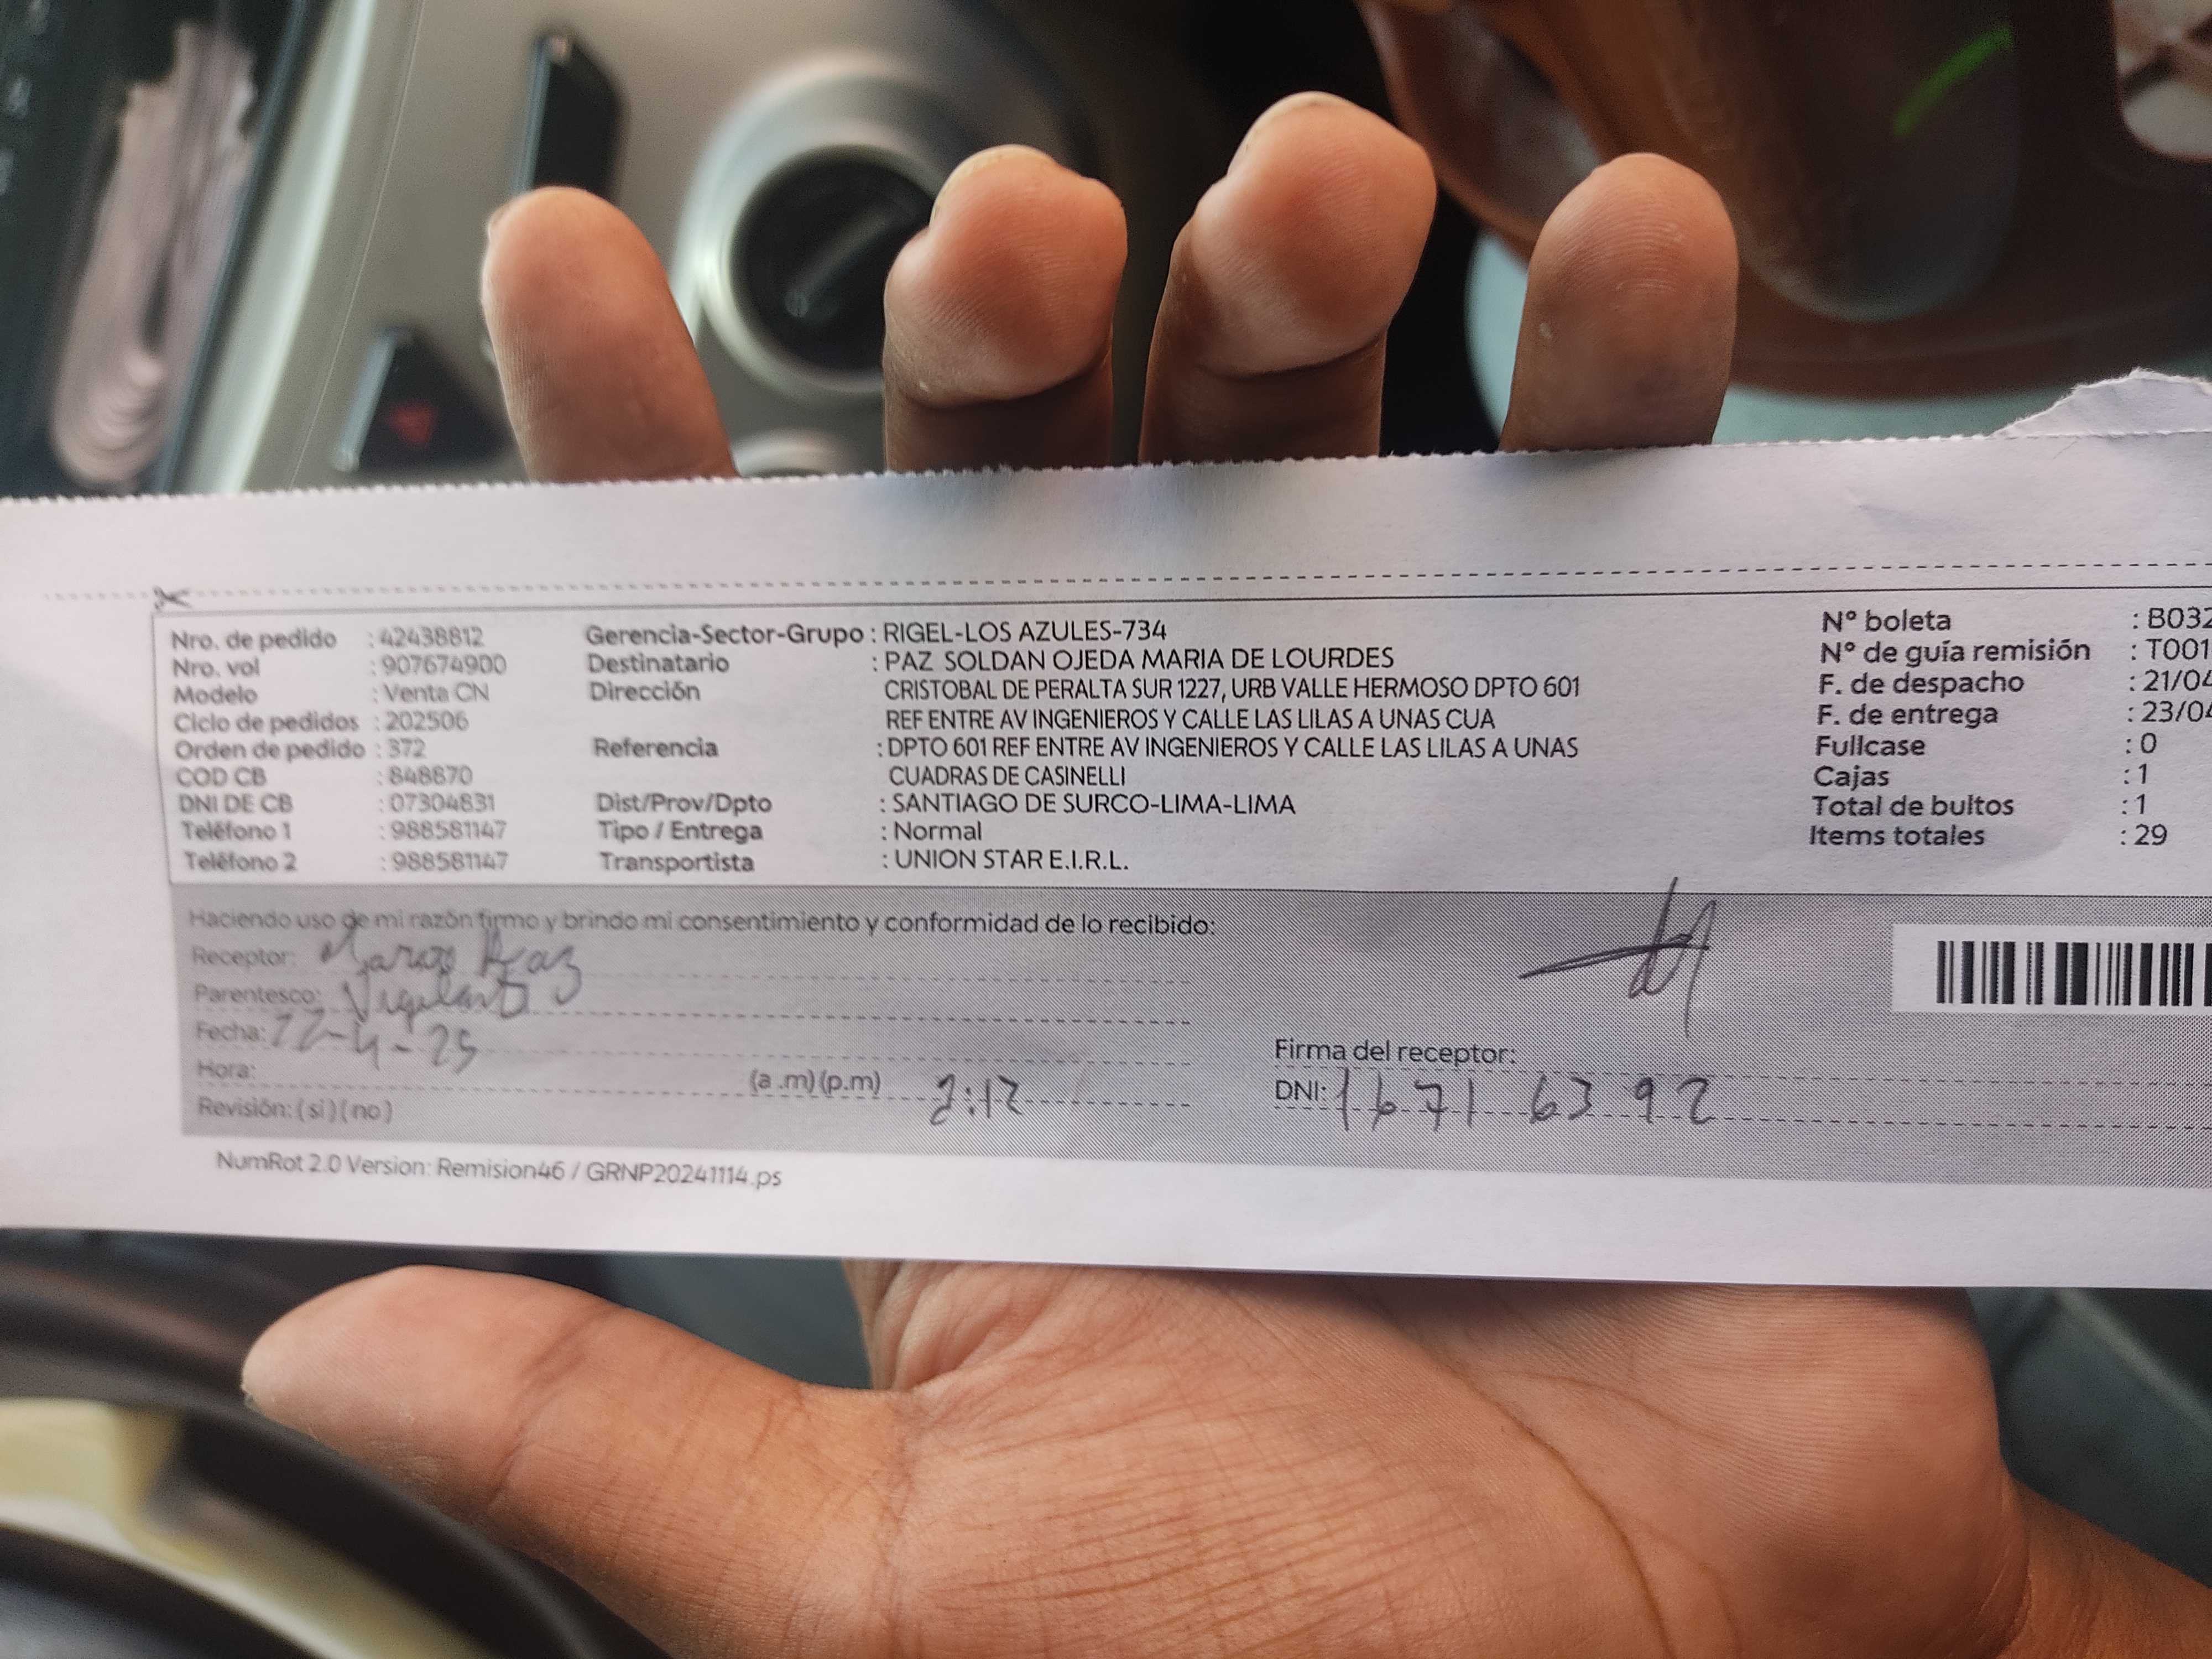 Nro. de pedido : 42438812
Nro. vol : 907674900
Modelo : Venta CN
Ciclo de pedidos : 202506
Orden de pedido : 372
COD CB : 848870
DNI DE CB : 07304831
Teléfono 1 : 988581147
Teléfono 2 : 988581147
Gerencia-Sector-Grupo : RIGEL-LOS AZULES-734
Destinatario : PAZ SOLDAN OJEDA MARIA DE LOURDES
Dirección CRISTOBAL DE PERALTA SUR 1227, URB VALLE HERMOSO DPTO 601
REF ENTRE AV INGENIEROS Y CALLE LAS LILAS A UNAS CUA
Referencia : DPTO 601 REF ENTRE AV INGENIEROS Y CALLE LAS LILAS A UNAS
CUADRAS DE CASINELLI
Dist/Prov/Dpto : SANTIAGO DE SURCO-LIMA-LIMA
Tipo / Entrega : Normal
Transportista : UNION STAR E.I.R.L.
N° boleta : B032
N° de guía remisión : T001
F. de despacho : 21/04
F. de entrega : 23/04
Fullcase : 0
Cajas : 1
Total de bultos : 1
Items totales : 29
Haciendo uso de mi razón firmo y brindo mi consentimiento y conformidad de lo recibido:
Receptor:
Parentesco: Vigilante
Fecha: 22-4-25
Hora: (a .m) (p.m) 2:12
Revisión: ( si ) ( no )
Firma del receptor:
DNI: 1671 63 92
NumRot 2.0 Version: Remision46 / GRNP20241114.ps